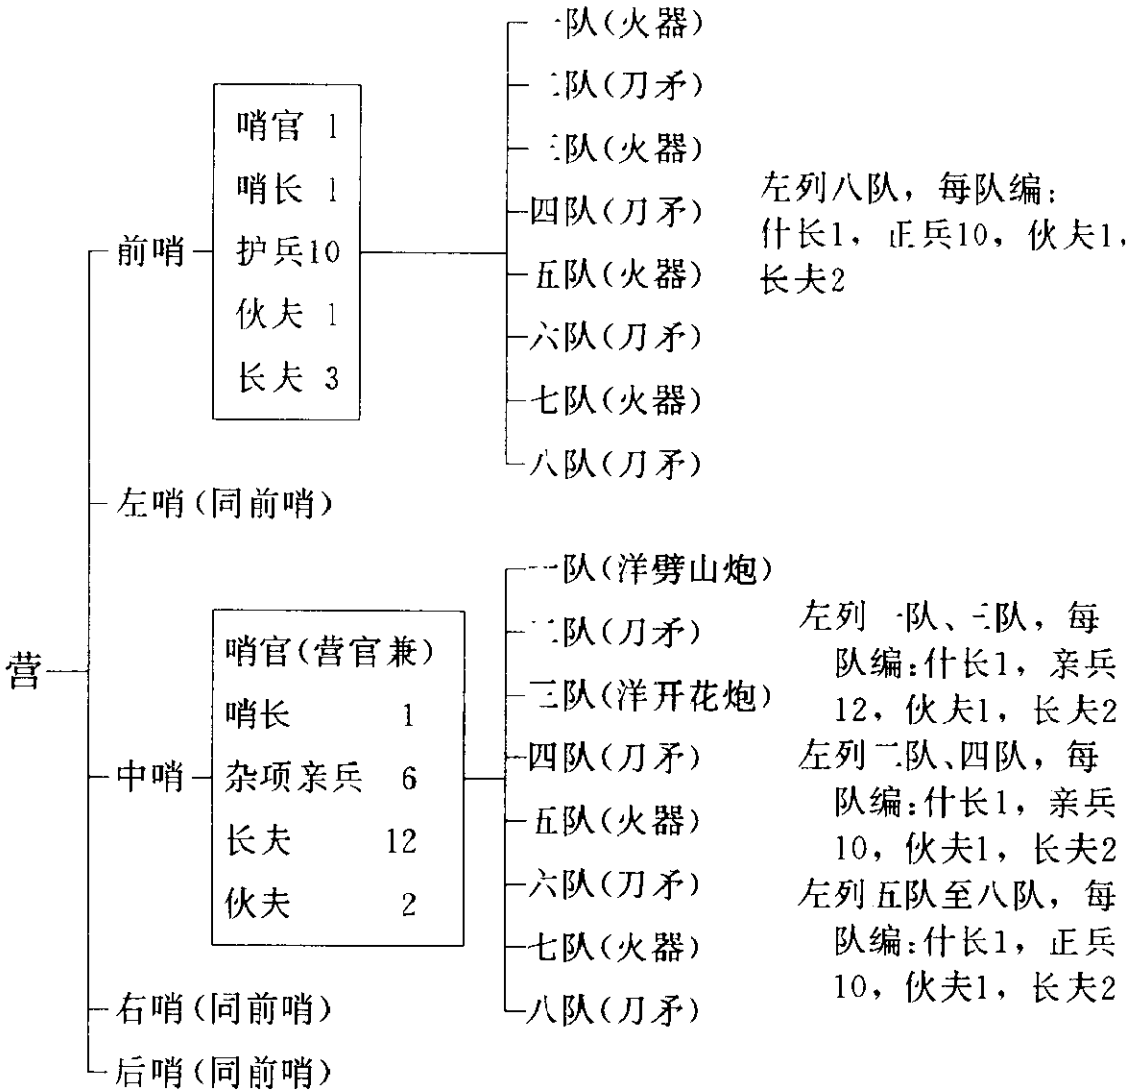 营
前哨
哨官 1
哨长 1
护兵10
伙夫 1
长夫 3
一队(火器)
二队(刀矛)
三队(火器)
四队(刀矛)
五队(火器)
六队(刀矛)
七队(火器)
八队(刀矛)
左列八队，每队编:
什长1，正兵10，伙夫1，
长夫2
左哨(同前哨)
中哨
哨官(营官兼)
哨长 1
杂项亲兵 6
长夫 12
伙夫 2
一队(洋劈山炮)
二队(刀矛)
三队(洋开花炮)
四队(刀矛)
五队(火器)
六队(刀矛)
七队(火器)
八队(刀矛)
左列一队、三队，每
队编:什长1，亲兵
12，伙夫1，长夫2
左列二队、四队，每
队编:什长1，亲兵
10，伙夫1，长夫2
左列五队至八队，每
队编:什长1，正兵
10，伙夫1，长夫2
右哨(同前哨)
后哨(同前哨)